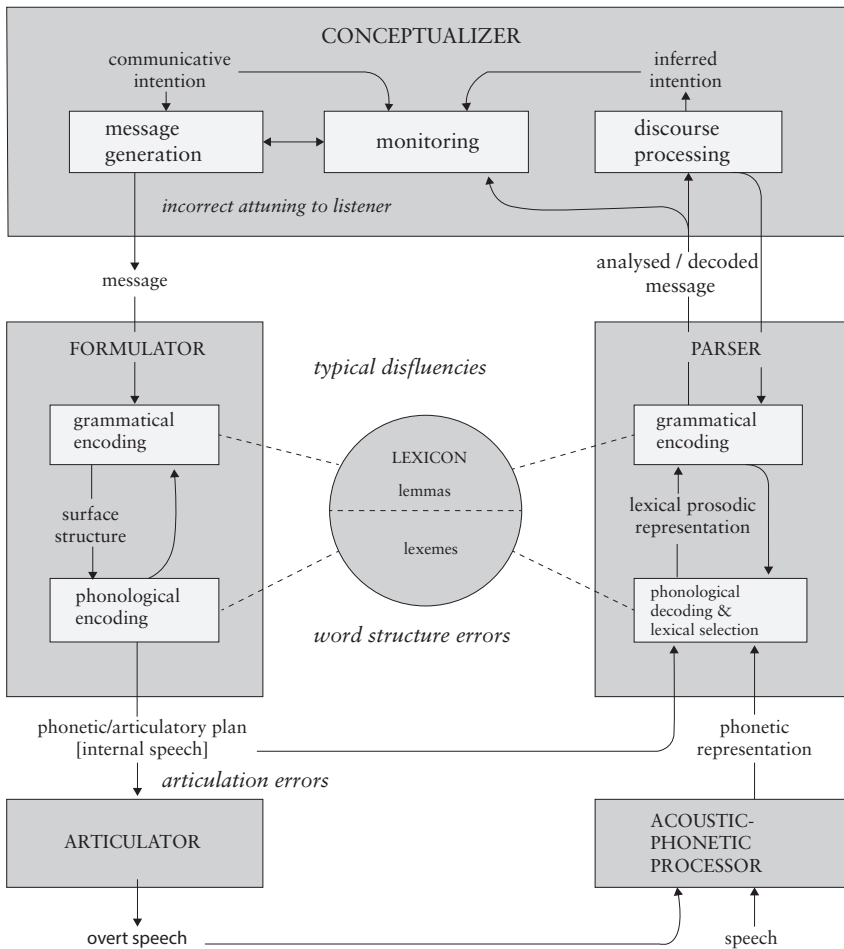 CONCEPTUALIZER
communicative
intention
inferred
intention
message
generation
monitoring
discourse
processing
incorrect attuning to listener
message
analysed / decoded
message
FORMULATOR
typical disfluencies
PARSER
grammatical
encoding
LEXICON
lemmas
lexemes
grammatical
encoding
surface
structure
lexical prosodic
representation
phonological
encoding
phonological
decoding &
lexical selection
word structure errors
phonetic/articulatory plan
[internal speech]
phonetic
representation
articulation errors
ARTICULATOR
ACOUSTIC-
PHONETIC
PROCESSOR
overt speech
speech